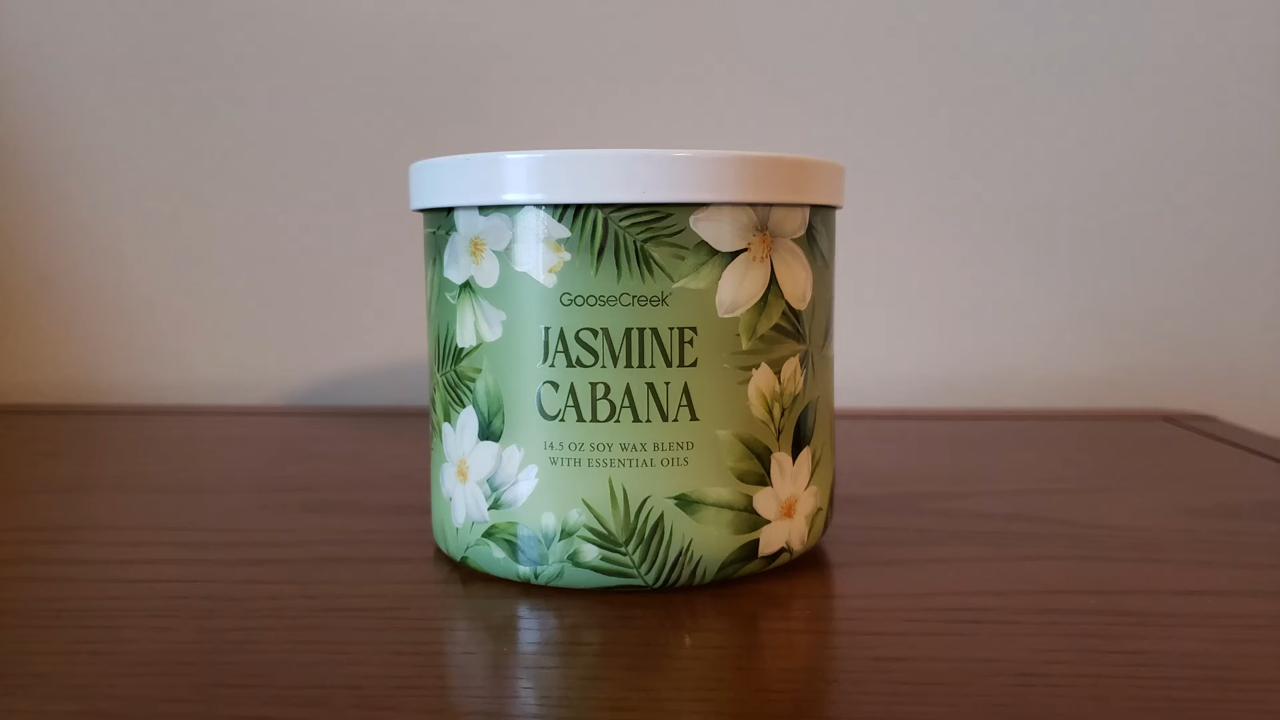 GooseCreek®
JASMINE
CABANA
14.5 OZ SOY WAX BLEND
WITH ESSENTIAL OILS